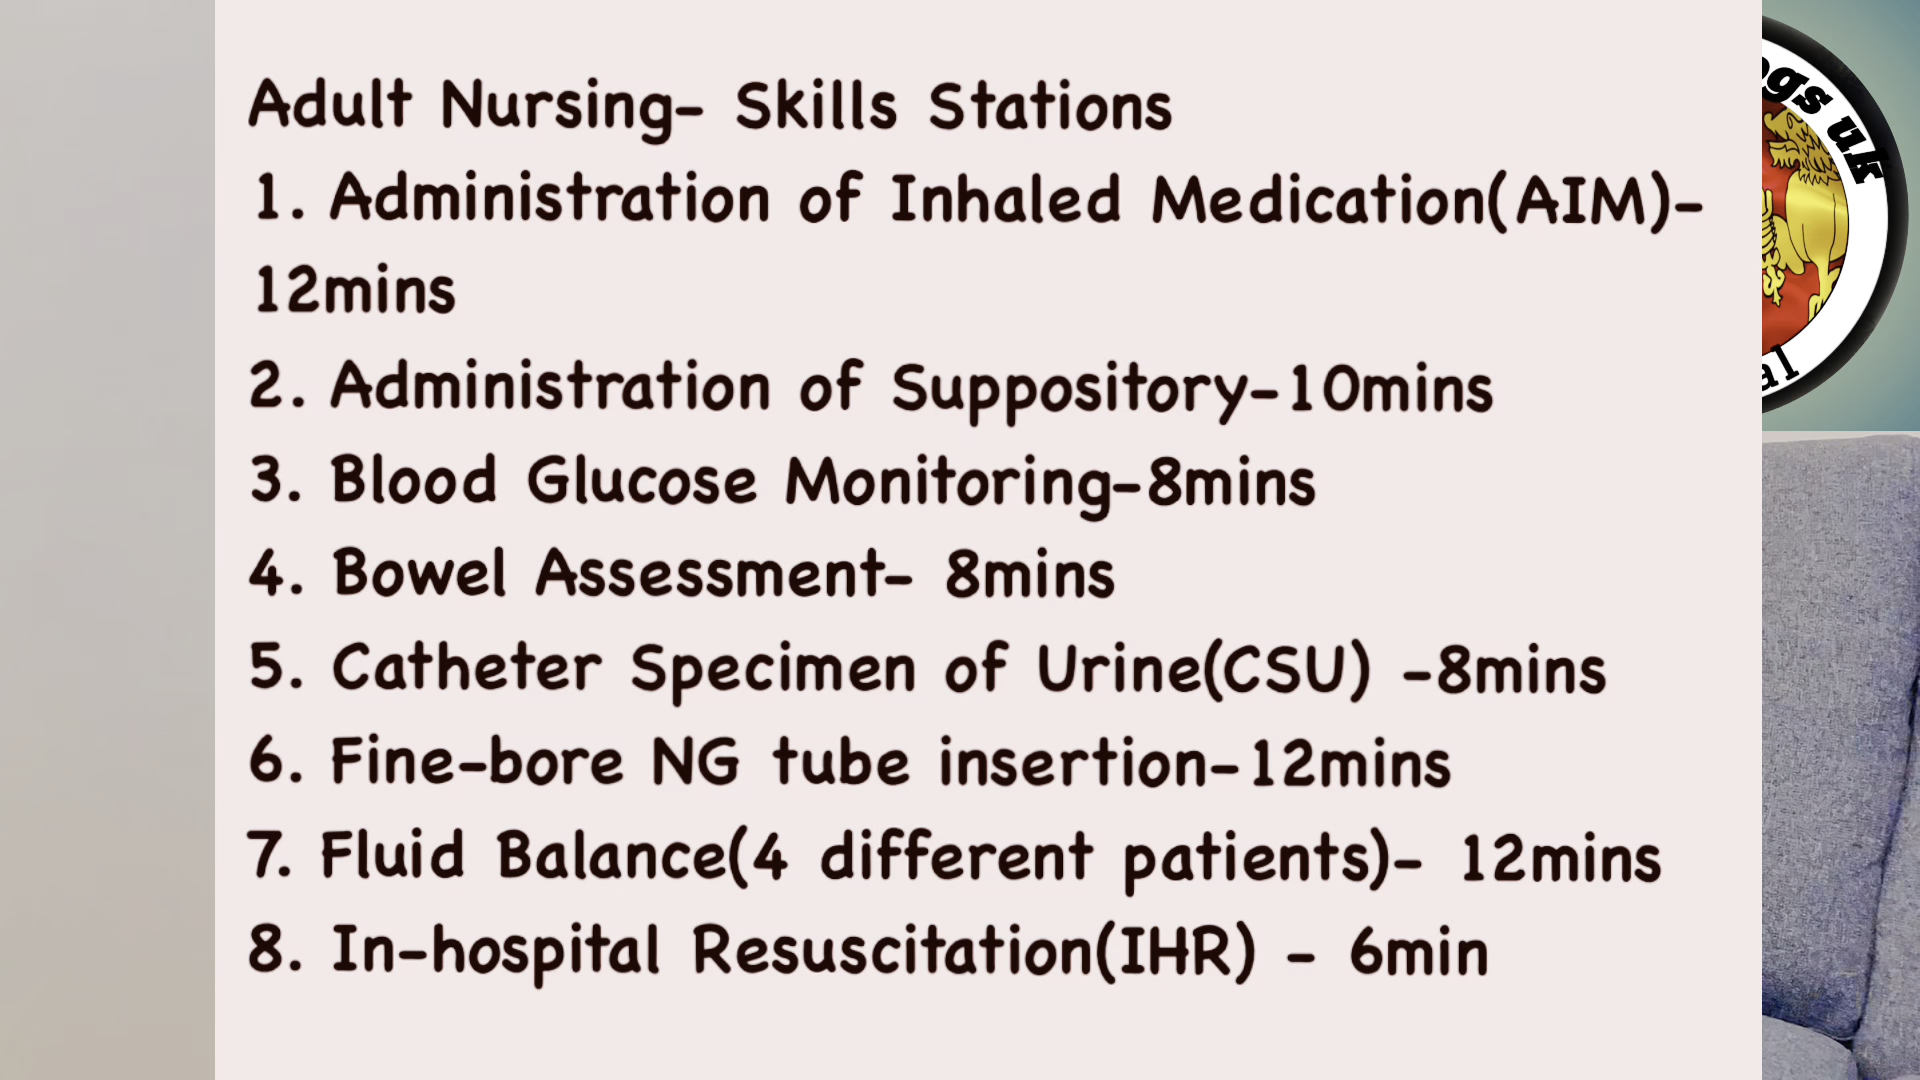 Adult Nursing- Skills Stations
1. Administration of Inhaled Medication(AIM)-
12mins
2. Administration of Suppository-10mins
3. Blood Glucose Monitoring-8mins
4. Bowel Assessment- 8mins
5. Catheter Specimen of Urine(CSU) -8mins
6. Fine-bore NG tube insertion-12mins
7. Fluid Balance(4 different patients)- 12mins
8. In-hospital Resuscitation(IHR) - 6min
uk